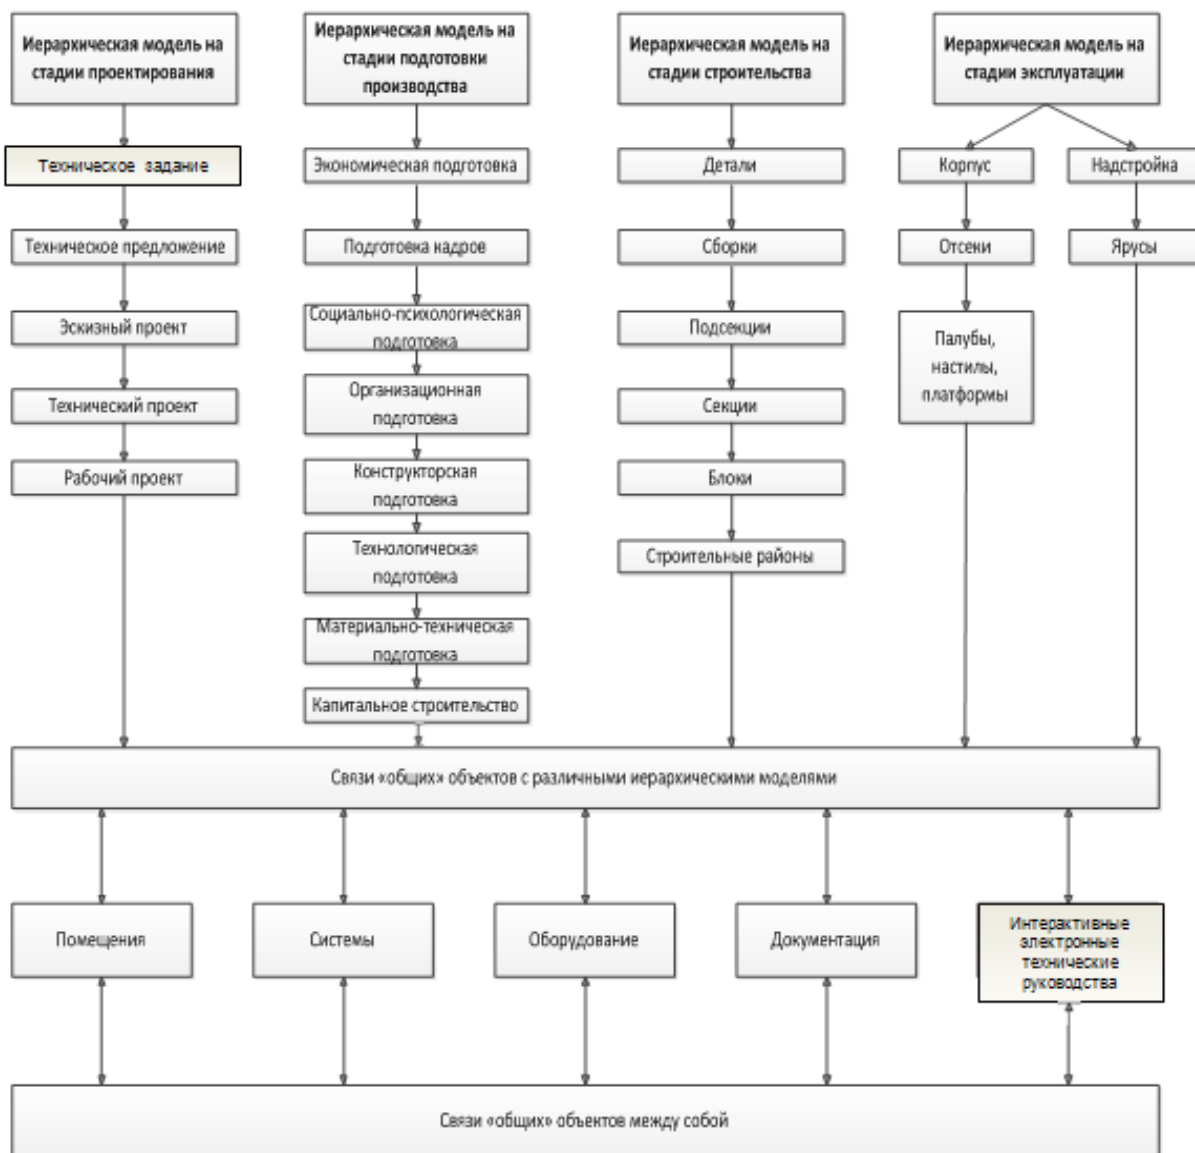 Иерархическая модель на
стадии проектирования
Техническое задание
Техническое предложение
Эскизный проект
Технический проект
Рабочий проект
Иерархическая модель на
стадии подготовки
производства
Экономическая подготовка
Подготовка кадров
Социально-психологическая
подготовка
Организационная
подготовка
Конструкторская
подготовка
Технологическая
подготовка
Материально-техническая
подготовка
Капитальное строительство
Иерархическая модель на
стадии строительства
Детали
Сборки
Подсекции
Секции
Блоки
Строительные районы
Иерархическая модель на
стадии эксплуатации
Корпус
Отсеки
Палубы,
настилы,
платформы
Надстройка
Ярусы
Связи «общих» объектов с различными иерархическими моделями
Помещения
Системы
Оборудование
Документация
Интерактивные
электронные
технические
руководства
Связи «общих» объектов между собой